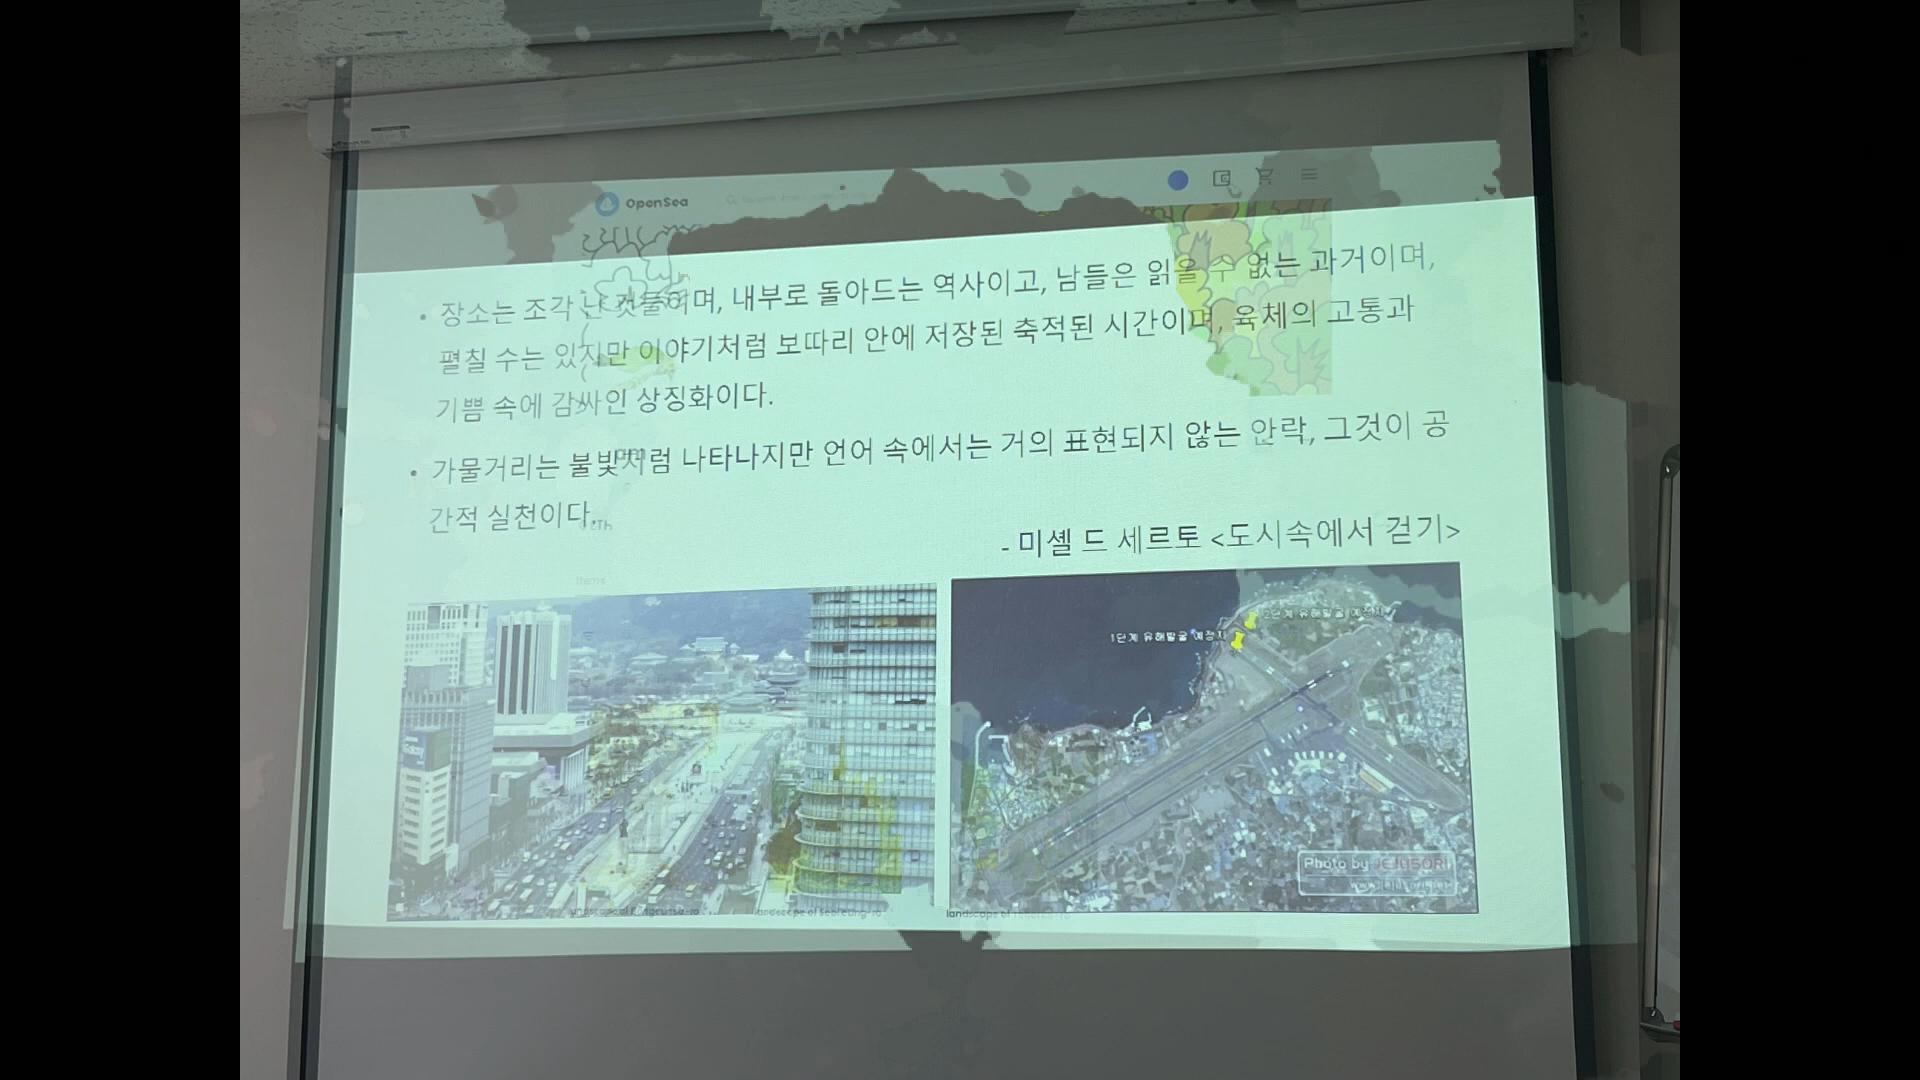 OpenSea
• 장소는 조각 난 것들이며, 내부로 돌아드는 역사이고, 남들은 읽을 수 없는 과거이며,
펼칠 수는 있지만 이야기처럼 보따리 안에 저장된 축적된 시간이며, 육체의 고통과
기쁨 속에 감싸인 상징화이다.
• 가물거리는 불빛처럼 나타나지만 언어 속에서는 거의 표현되지 않는 안락, 그것이 공
간적 실천이다.
- 미셸 드 세르토 <도시속에서 걷기>
Items
2단계 유해발굴 예정지
1단계 유해발굴 예정지
Galaxy
Photo by JEJUSORI
landscape of
landscape of
landscape of